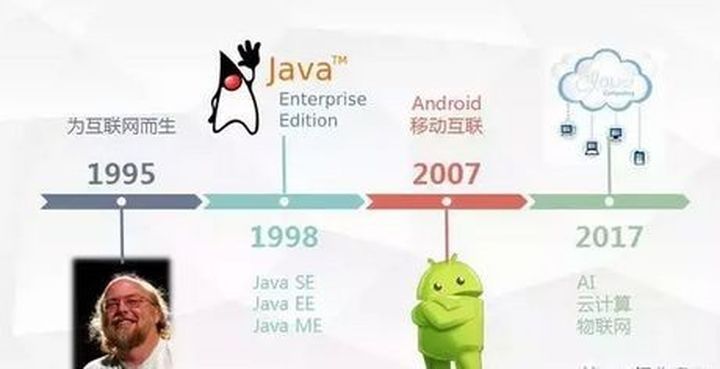 Java™
Enterprise
Edition
Cloud
Computing
Android
移动互联
为互联网而生
1995
2007
1998
2017
Java SE
Java EE
Java ME
AI
云计算
物联网